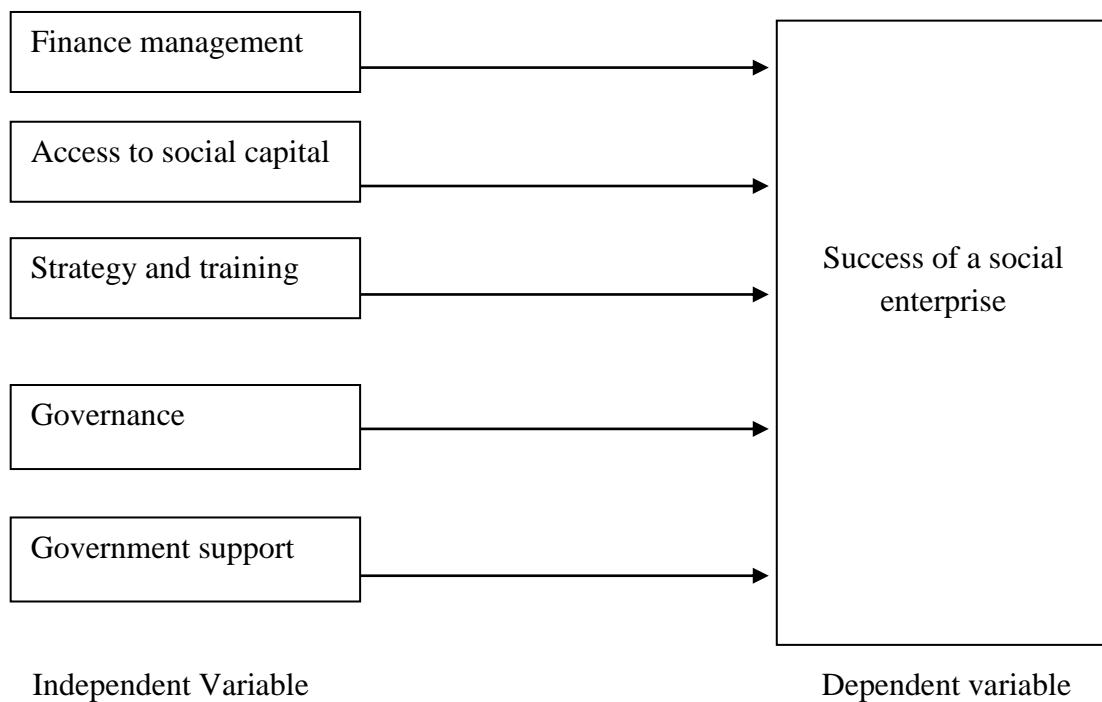 Finance management
Access to social capital
Strategy and training
Governance
Government support
Success of a social
enterprise
Independent Variable
Dependent variable